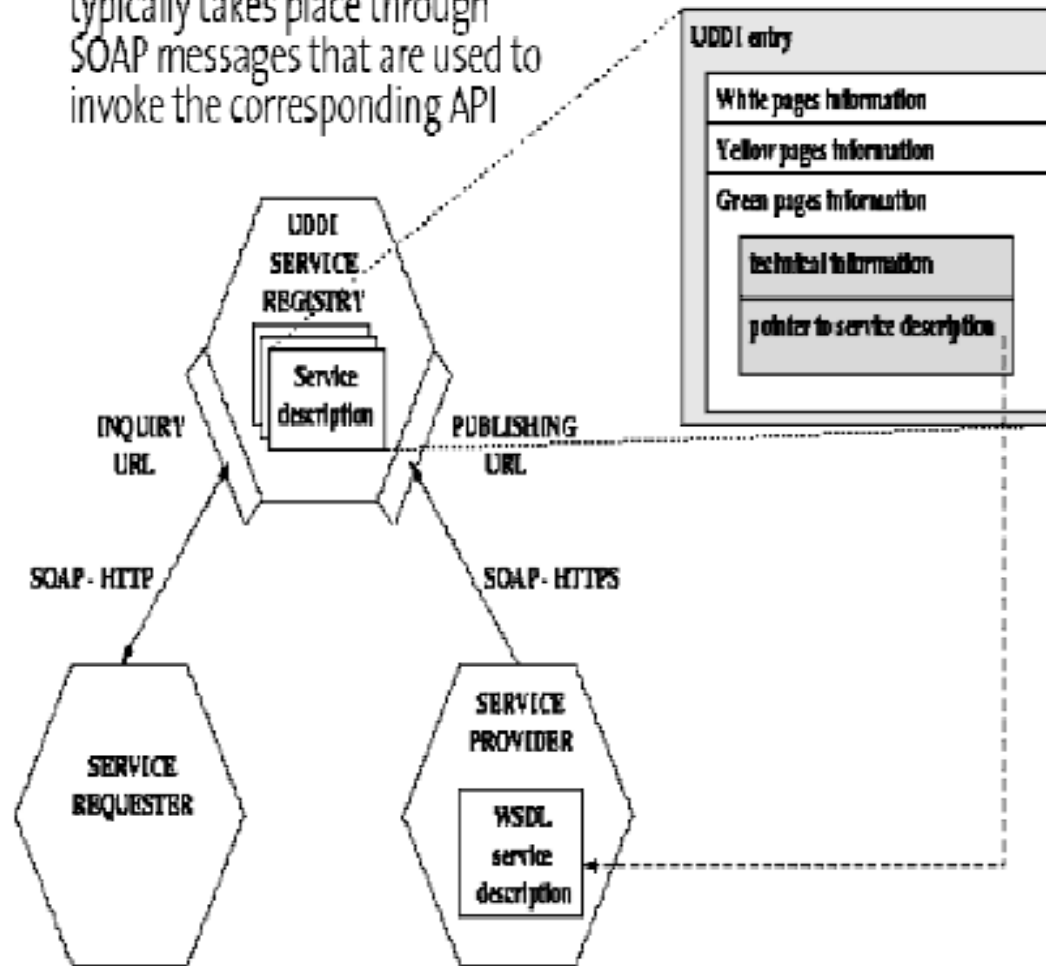 typically takes place through
SOAP messages that are used to
invoke the corresponding API
UDDI entry
White pages information
Yellow pages information
Green pages information
technical information
pointer to service description
UDDI
SERVICE
REGISTRY
Service
description
INQUIRY
URL
PUBLISHING
URL
SOAP - HTTP
SOAP - HTTPS
SERVICE
REQUESTER
SERVICE
PROVIDER
WSDL
service
description